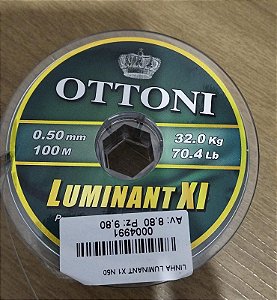 OTTONI
0.50 mm
100 M
32.0 Kg
70.4 Lb
LUMINANT XI
Av: 8,80 Pz: 9,80
0004991
LINHA LUMINANT XI N50